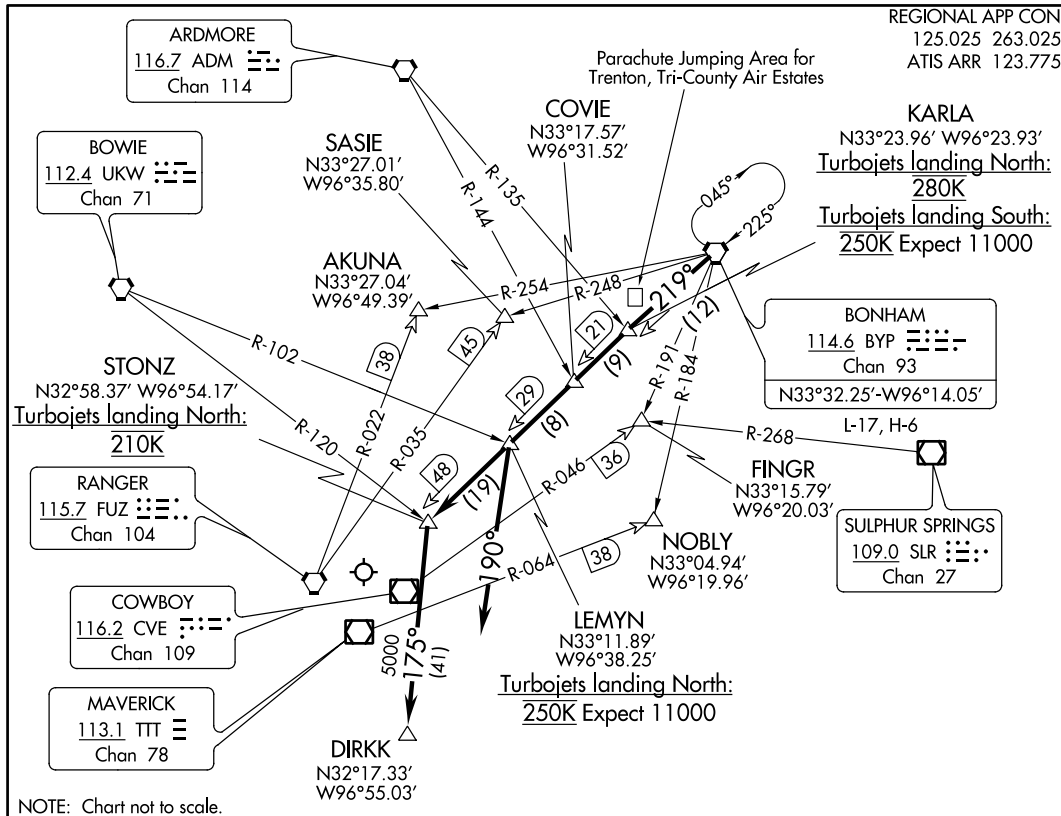 REGIONAL APP CON
125.025 263.025
ATIS ARR 123.775
ARDMORE
116.7 ADM
Chan 114
Parachute Jumping Area for
Trenton, Tri-County Air Estates
COVIE
N33°17.57′
W96°31.52′
KARLA
N33°23.96′ W96°23.93′
Turbojets landing North:
280K
Turbojets landing South:
250K Expect 11000
SASIE
N33°27.01′
W96°35.80′
BOWIE
112.4 UKW
Chan 71
R-135
R-144
045°
225°
AKUNA
N33°27.04′
W96°49.39′
R-254
R-248
219°
(12)
21
(9)
38
45
R-102
R-191
R-184
BONHAM
114.6 BYP
Chan 93
N33°32.25′-W96°14.05′
L-17, H-6
STONZ
N32°58.37′ W96°54.17′
Turbojets landing North:
210K
R-120
R-022
R-035
29
(8)
R-268
R-046
36
FINGR
N33°15.79′
W96°20.03′
48
(19)
RANGER
115.7 FUZ
Chan 104
SULPHUR SPRINGS
109.0 SLR
Chan 27
NOBLY
N33°04.94′
W96°19.96′
190°
R-064
38
COWBOY
116.2 CVE
Chan 109
LEMYN
N33°11.89′
W96°38.25′
Turbojets landing North:
250K Expect 11000
5000
175°
(41)
MAVERICK
113.1 TTT
Chan 78
DIRKK
N32°17.33′
W96°55.03′
NOTE: Chart not to scale.